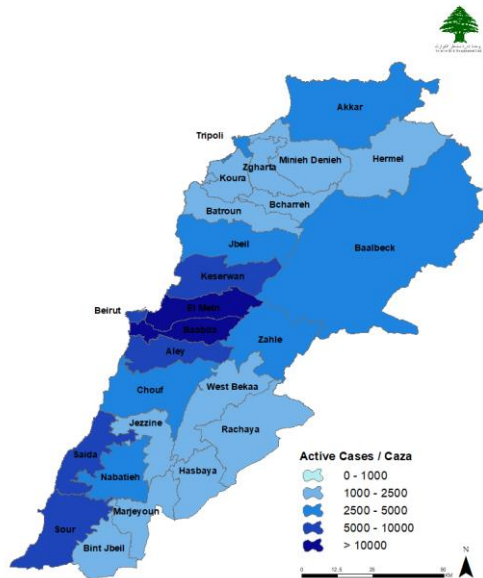 Akkar
Tripoli
Hermel
Minieh Denieh
Zgharta
Koura
Bcharreh
Batroun
Jbeil
Baalbeck
Keserwan
El Metn
Beirut
Baabda
Zahle
Aley
West Bekaa
Chouf
Jezzine
Rachaya
Saida
Hasbaya
Nabatieh
Marjeyoun
Sour
Bint Jbeil
Active Cases / Caza
0 - 1000
1000 - 2500
2500 - 5000
5000 - 10000
> 10000
N